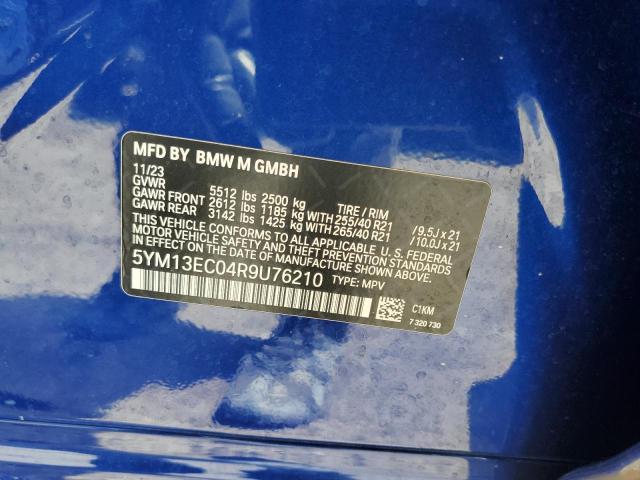 MFD BY BMW M GMBH
11/23
GVWR 5512 lbs 2500 kg TIRE / RIM
GAWR FRONT 2612 lbs 1185 kg WITH 255/40 R21 /9.5J x 21
GAWR REAR 3142 lbs 1425 kg WITH 265/40 R21 /10.0J x 21
THIS VEHICLE CONFORMS TO ALL APPLICABLE U.S. FEDERAL
MOTOR VEHICLE SAFETY STANDARDS IN EFFECT ON THE DATE OF
MANUFACTURE SHOWN ABOVE.
5YM13EC04R9U76210 TYPE: MPV
C1KM
7 320 730